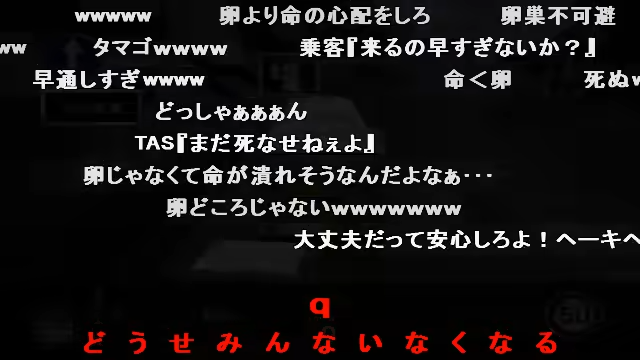 wwwww 卵より命の心配をしろ 卵巣不可避
ww タマゴwwww 乗客『来るの早すぎないか？』
早通しすぎwwww 命＜卵 死ぬw
どっしゃぁぁぁん
TAS『まだ死なせねぇよ』
卵じゃなくて命が潰れそうなんだよなぁ…
卵どころじゃないwwwwwww
大丈夫だって安心しろよ！ヘーキヘ
q
どうせみんないなくなる